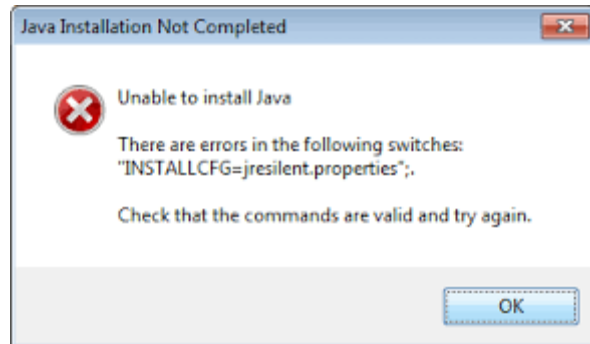 Java Installation Not Completed
Unable to install Java
There are errors in the following switches:
"INSTALLCFG=jresilent.properties";.
Check that the commands are valid and try again.
OK